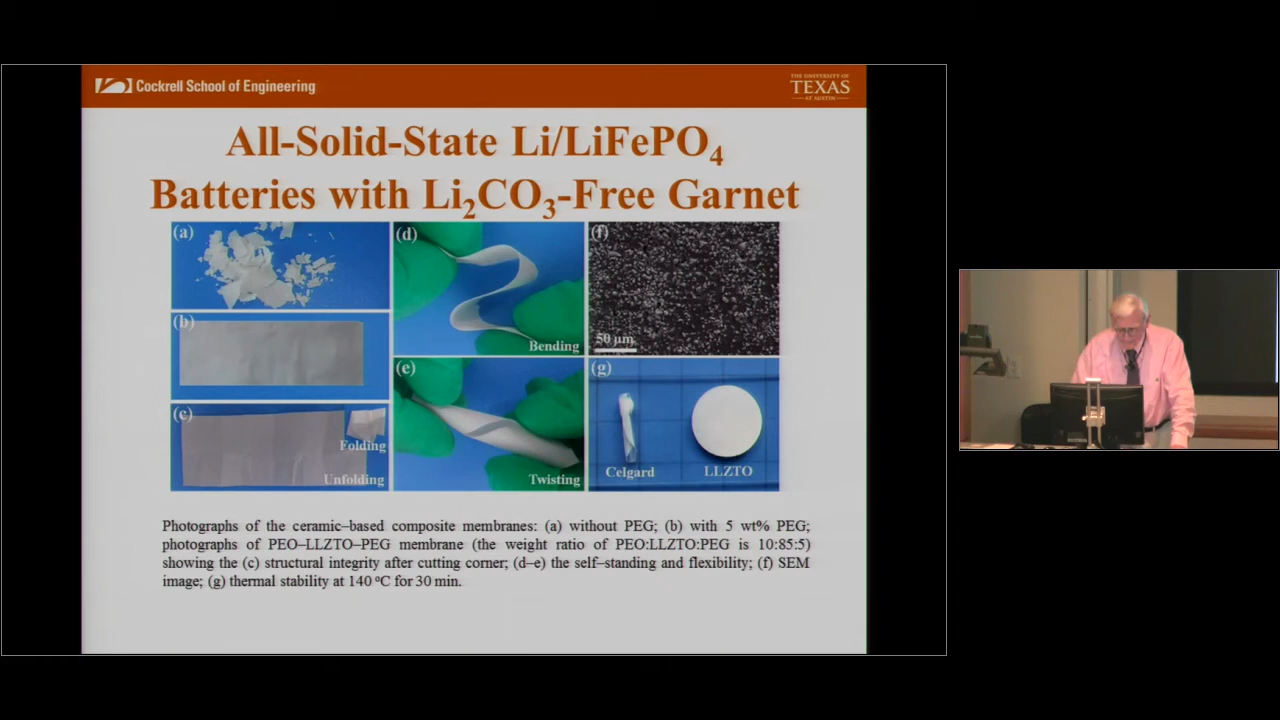 Cockrell School of Engineering
THE UNIVERSITY OF
TEXAS
AT AUSTIN
All-Solid-State Li/LiFePO₄
Batteries with Li₂CO₃-Free Garnet
(a)
(b)
(c)
Folding
Unfolding
(d)
Bending
(e)
Twisting
(f)
50 µm
(g)
Celgard
LLZTO
Photographs of the ceramic–based composite membranes: (a) without PEG; (b) with 5 wt% PEG;
photographs of PEO–LLZTO–PEG membrane (the weight ratio of PEO:LLZTO:PEG is 10:85:5)
showing the (c) structural integrity after cutting corner; (d–e) the self–standing and flexibility; (f) SEM
image; (g) thermal stability at 140 ºC for 30 min.